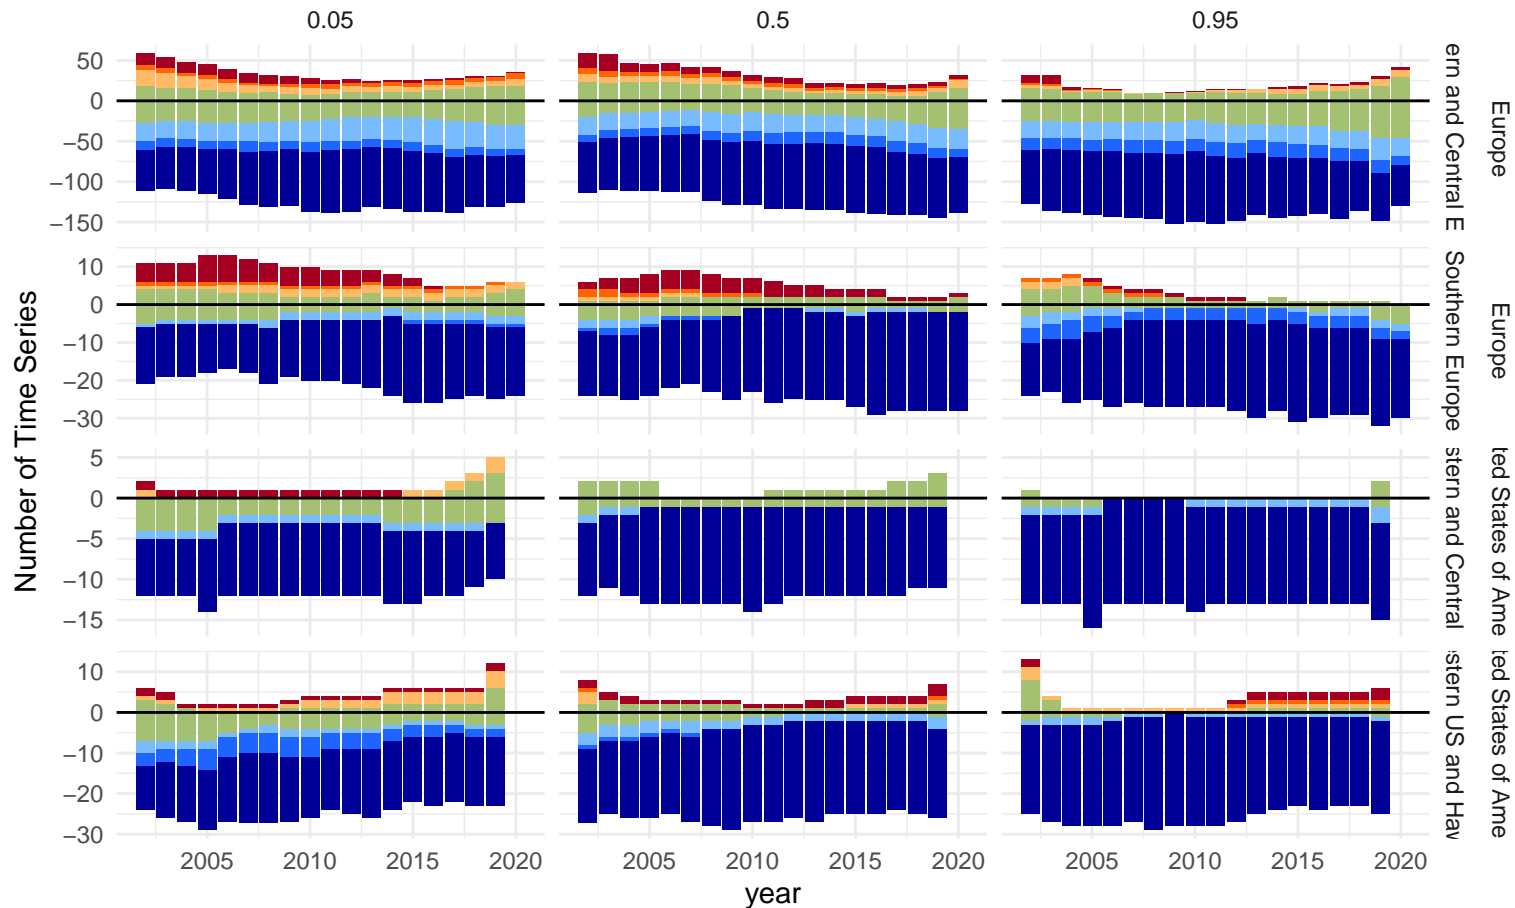 0.05 0.5 0.95
50
0
−50
−100
−150
ern and Central E
Europe
10
0
−10
−20
−30
Southern Europe
Europe
5
0
−5
−10
−15
stern and Central
ted States of Ame
10
0
−10
−20
−30
stern US and Hav
ted States of Ame
Number of Time Series
2005 2010 2015 2020 2005 2010 2015 2020 2005 2010 2015 2020
year